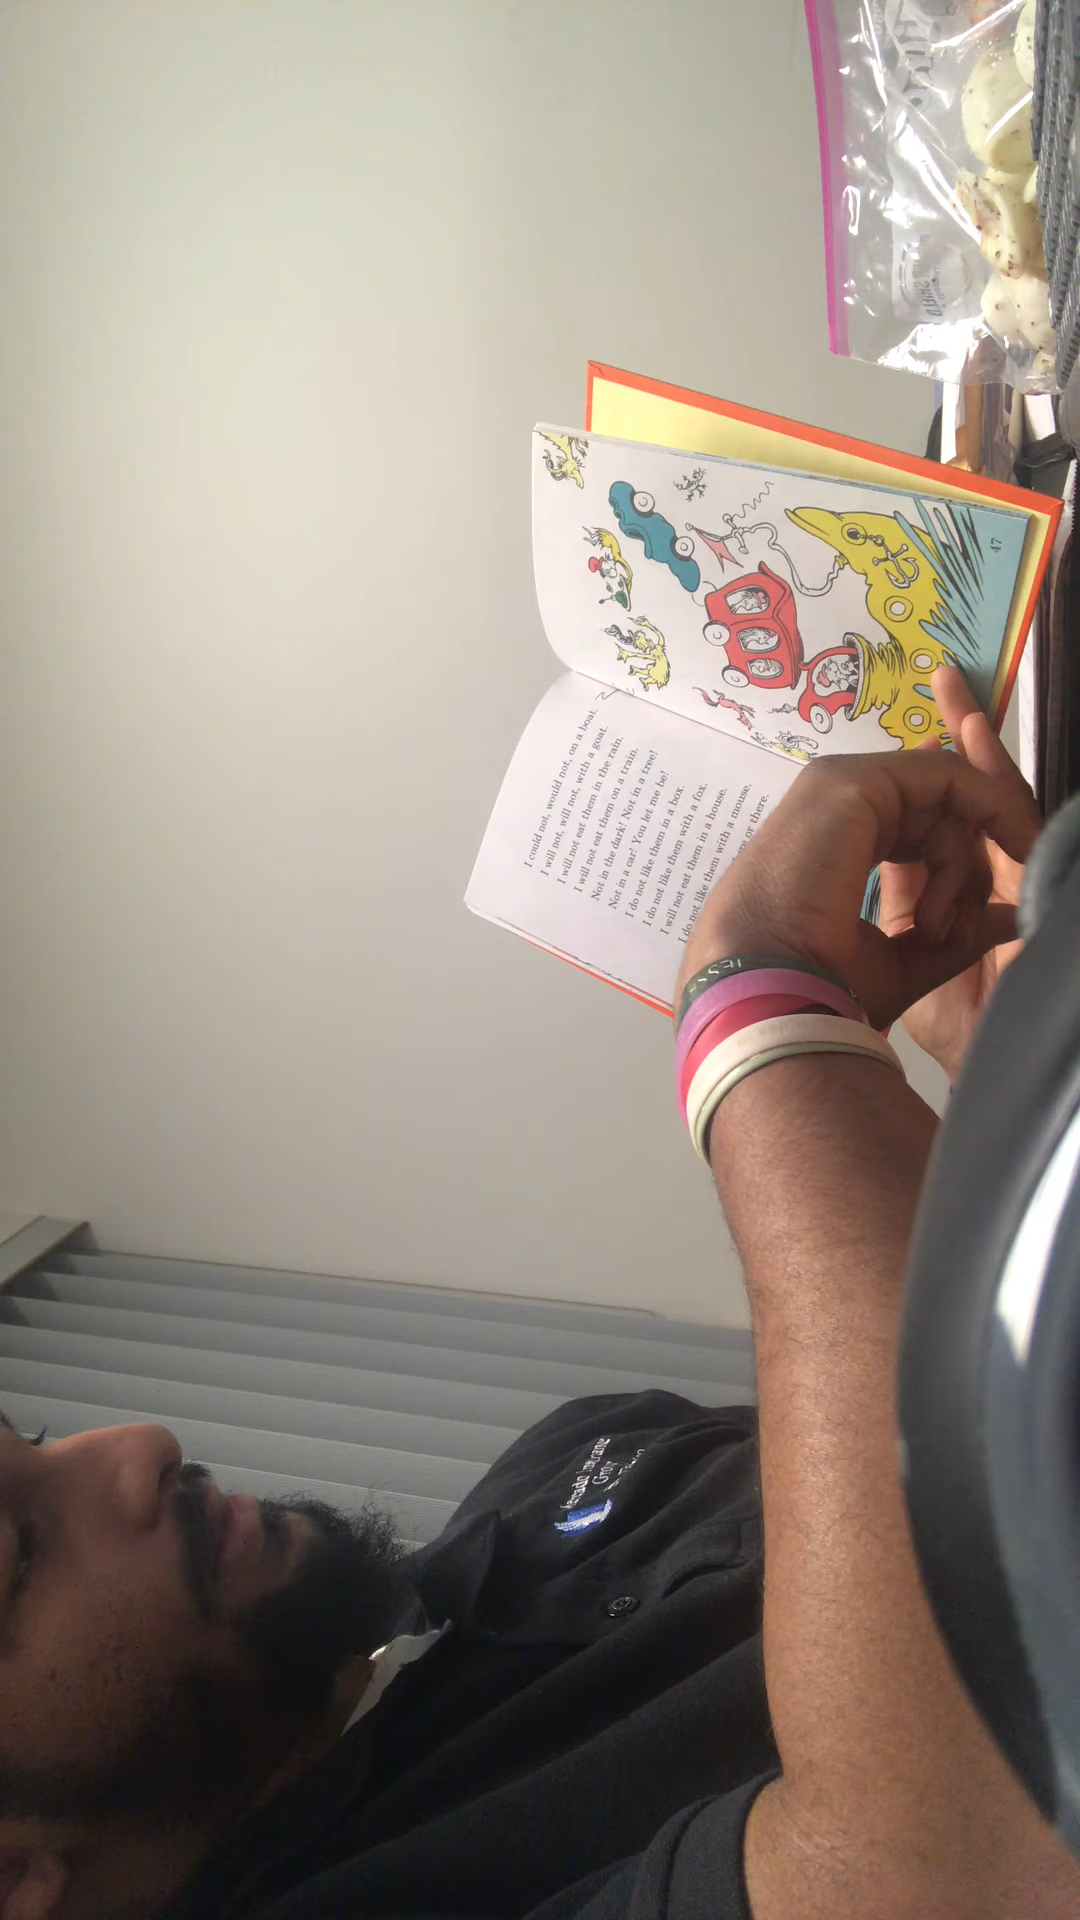 I could not, would not, on a boat.
I will not, will not, with a goat.
I will not eat them in the rain.
I will not eat them on a train.
Not in the dark! Not in a tree!
Not in a car! You let me be!
I do not like them in a box.
I do not like them with a fox.
I will not eat them in a house.
I do not like them with a mouse.
or there.
47